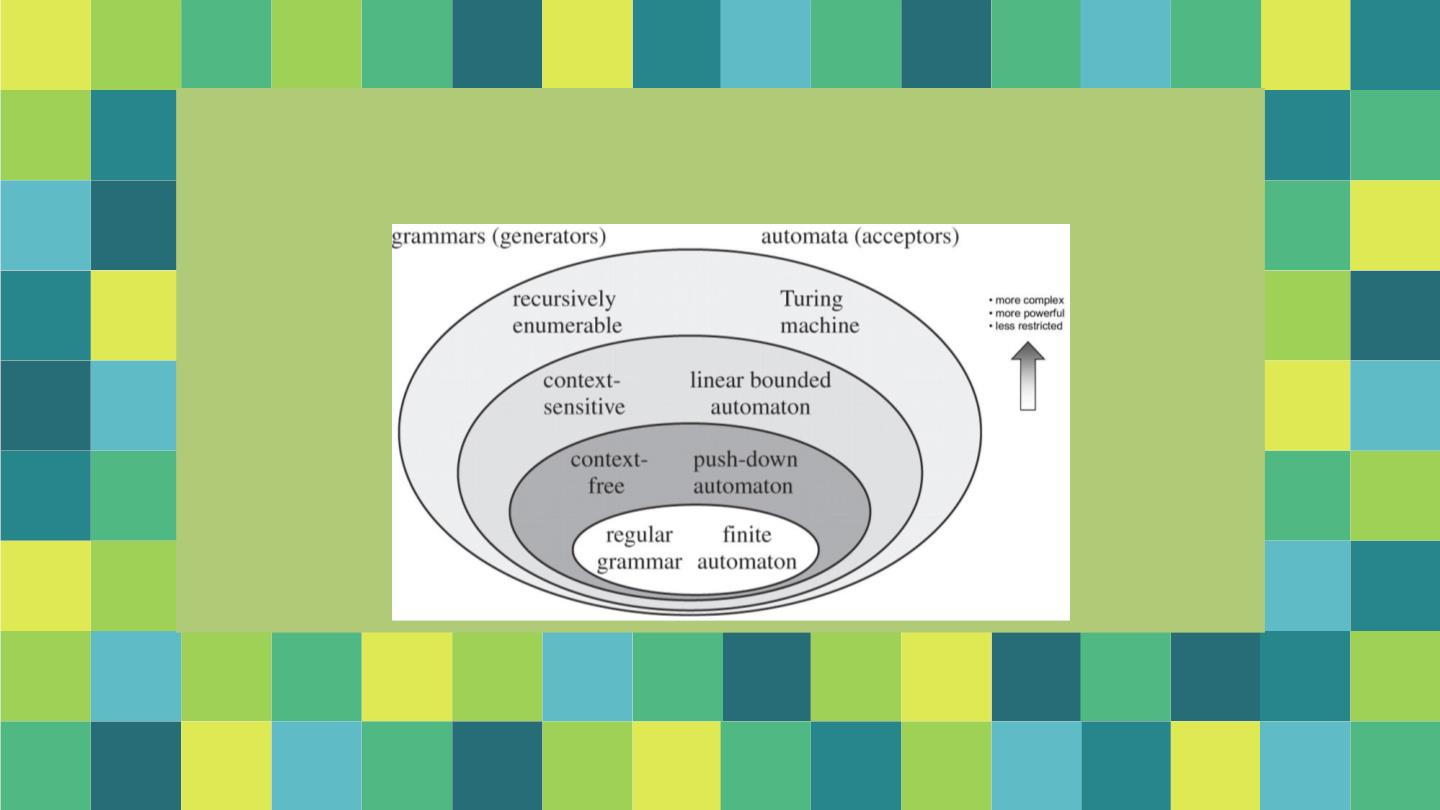 grammars (generators)
automata (acceptors)
recursively
enumerable
Turing
machine
• more complex
• more powerful
• less restricted
context-
sensitive
linear bounded
automaton
context-
free
push-down
automaton
regular
grammar
finite
automaton